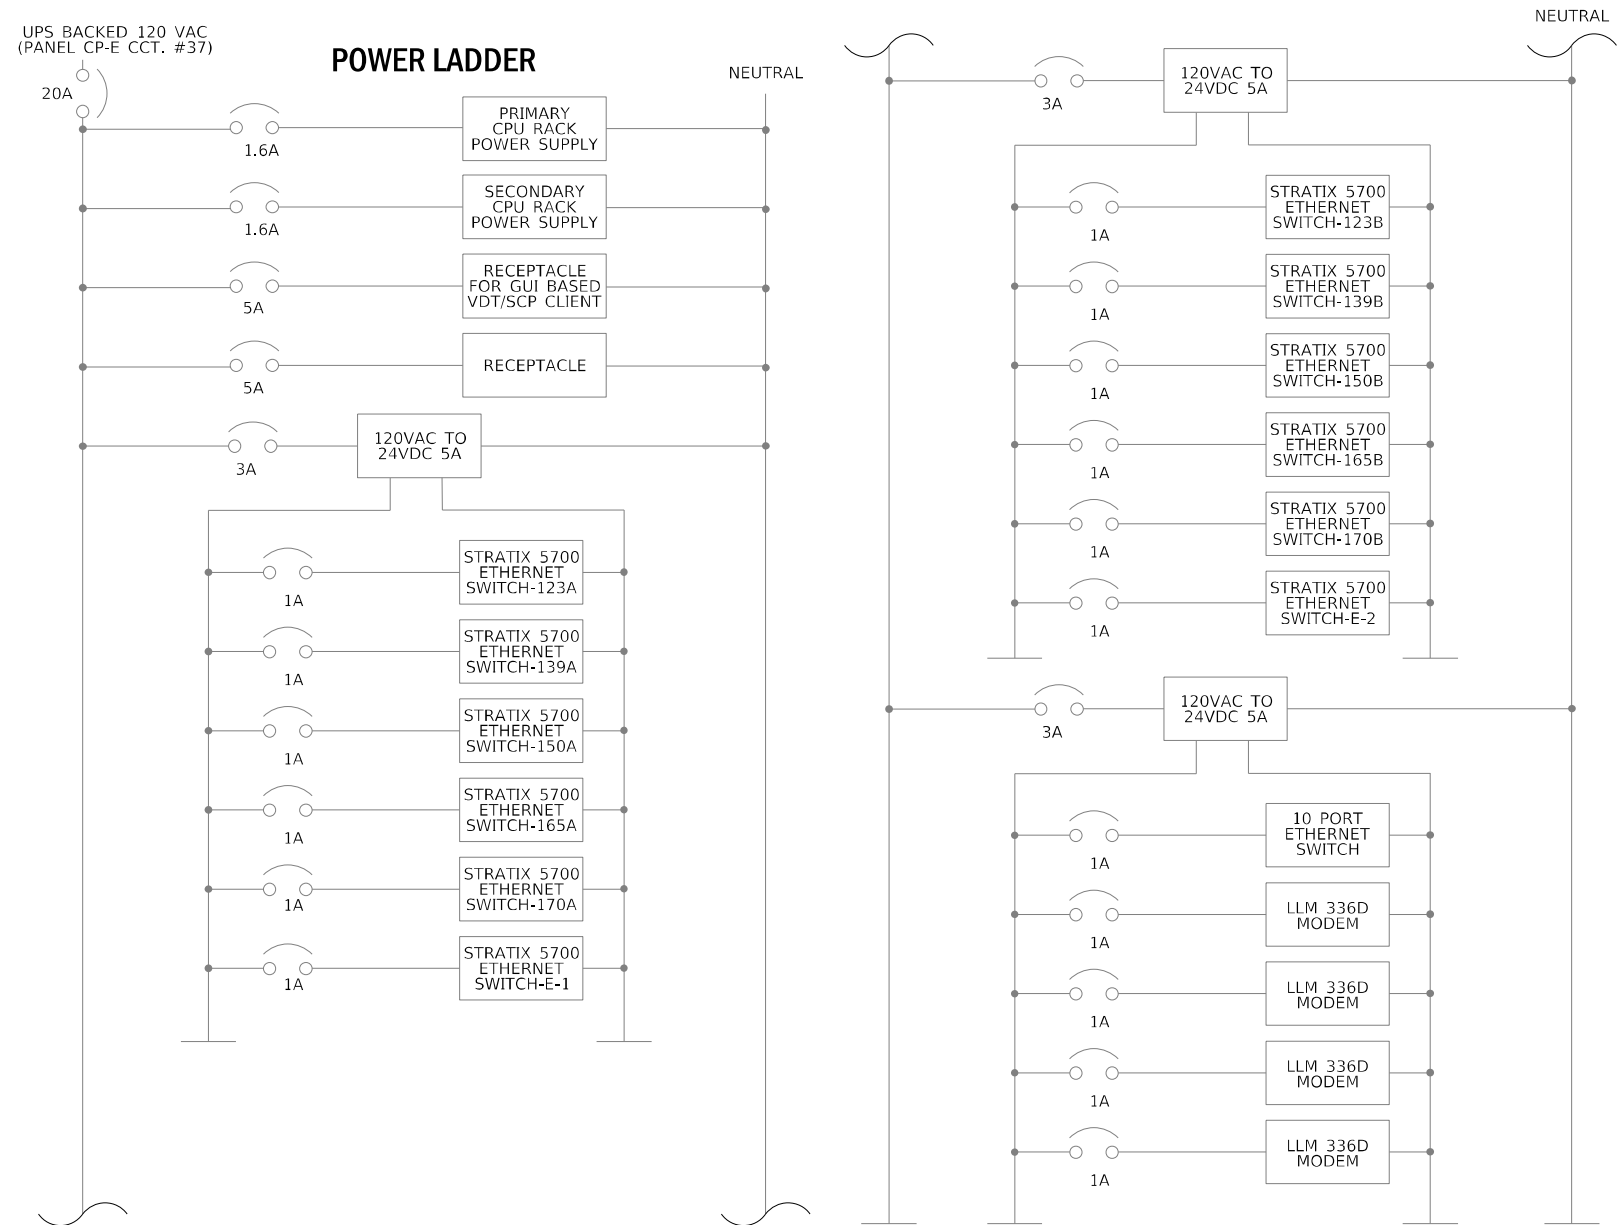 UPS BACKED 120 VAC
(PANEL CP-E CCT. #37)
POWER LADDER
NEUTRAL
20A
1.6A
PRIMARY
CPU RACK
POWER SUPPLY
1.6A
SECONDARY
CPU RACK
POWER SUPPLY
5A
RECEPTACLE
FOR GUI BASED
VDT/SCP CLIENT
5A
RECEPTACLE
3A
120VAC TO
24VDC 5A
1A
STRATIX 5700
ETHERNET
SWITCH-123A
1A
STRATIX 5700
ETHERNET
SWITCH-139A
1A
STRATIX 5700
ETHERNET
SWITCH-150A
1A
STRATIX 5700
ETHERNET
SWITCH-165A
1A
STRATIX 5700
ETHERNET
SWITCH-170A
1A
STRATIX 5700
ETHERNET
SWITCH-E-1
NEUTRAL
3A
120VAC TO
24VDC 5A
1A
STRATIX 5700
ETHERNET
SWITCH-123B
1A
STRATIX 5700
ETHERNET
SWITCH-139B
1A
STRATIX 5700
ETHERNET
SWITCH-150B
1A
STRATIX 5700
ETHERNET
SWITCH-165B
1A
STRATIX 5700
ETHERNET
SWITCH-170B
1A
STRATIX 5700
ETHERNET
SWITCH-E-2
3A
120VAC TO
24VDC 5A
1A
10 PORT
ETHERNET
SWITCH
1A
LLM 336D
MODEM
1A
LLM 336D
MODEM
1A
LLM 336D
MODEM
1A
LLM 336D
MODEM